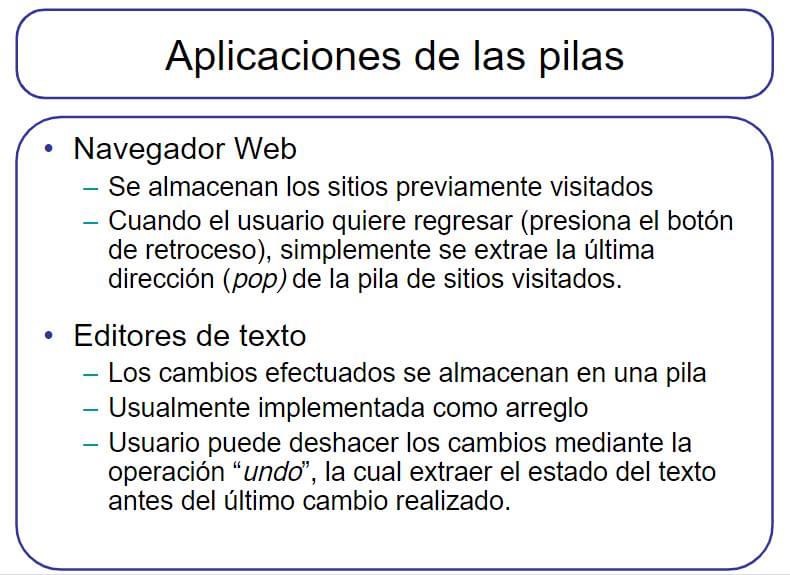 Aplicaciones de las pilas
• Navegador Web
– Se almacenan los sitios previamente visitados
– Cuando el usuario quiere regresar (presiona el botón
de retroceso), simplemente se extrae la última
dirección (pop) de la pila de sitios visitados.
• Editores de texto
– Los cambios efectuados se almacenan en una pila
– Usualmente implementada como arreglo
– Usuario puede deshacer los cambios mediante la
operación “undo”, la cual extraer el estado del texto
antes del último cambio realizado.